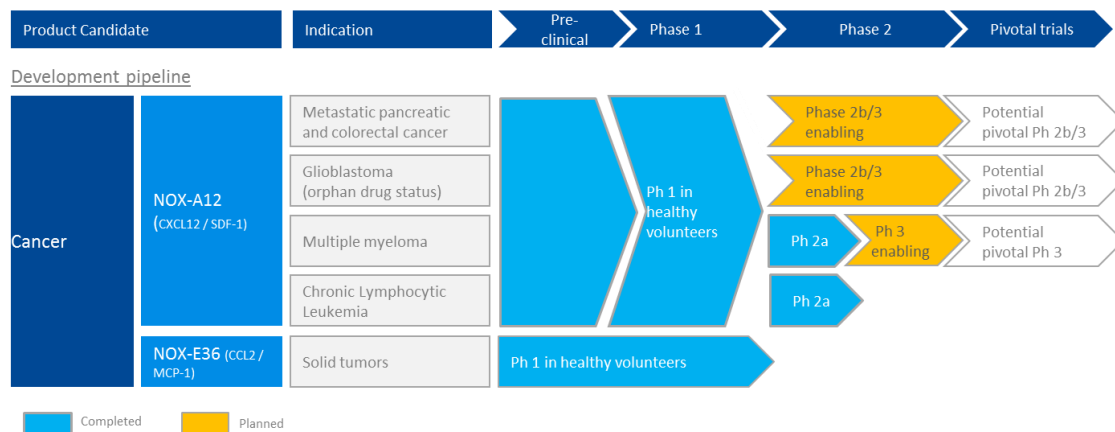 Product Candidate
Indication
Pre-
clinical
Phase 1
Phase 2
Pivotal trials
Development pipeline
Cancer
NOX-A12
(CXCL12 / SDF-1)
Metastatic pancreatic
and colorectal cancer
Glioblastoma
(orphan drug status)
Multiple myeloma
Chronic Lymphocytic
Leukemia
Ph 1 in
healthy
volunteers
Phase 2b/3
enabling
Potential
pivotal Ph 2b/3
Phase 2b/3
enabling
Potential
pivotal Ph 2b/3
Ph 2a
Ph 3
enabling
Potential
pivotal Ph 3
Ph 2a
NOX-E36 (CCL2 /
MCP-1)
Solid tumors
Ph 1 in healthy volunteers
Completed
Planned